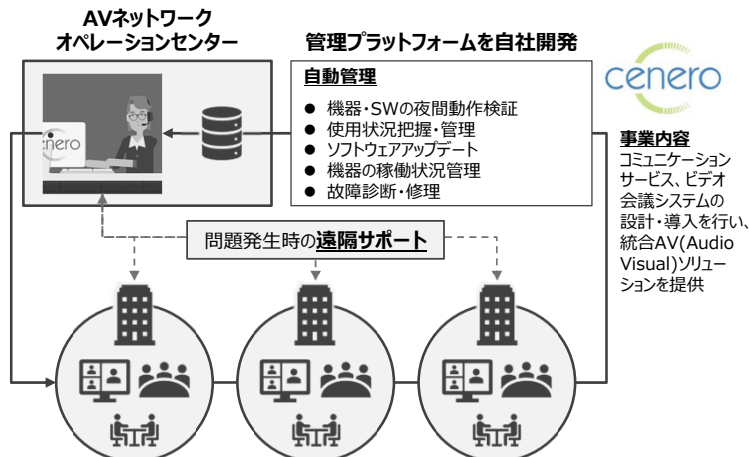 AVネットワーク
オペレーションセンター
管理プラットフォームを自社開発
自動管理
● 機器・SWの夜間動作検証
● 使用状況把握・管理
● ソフトウェアアップデート
● 機器の稼働状況管理
● 故障診断・修理
cenero
nero
事業内容
コミュニケーション
サービス、ビデオ
会議システムの
設計・導入を行い、
統合AV(Audio
Visual)ソリュー
ションを提供
問題発生時の遠隔サポート